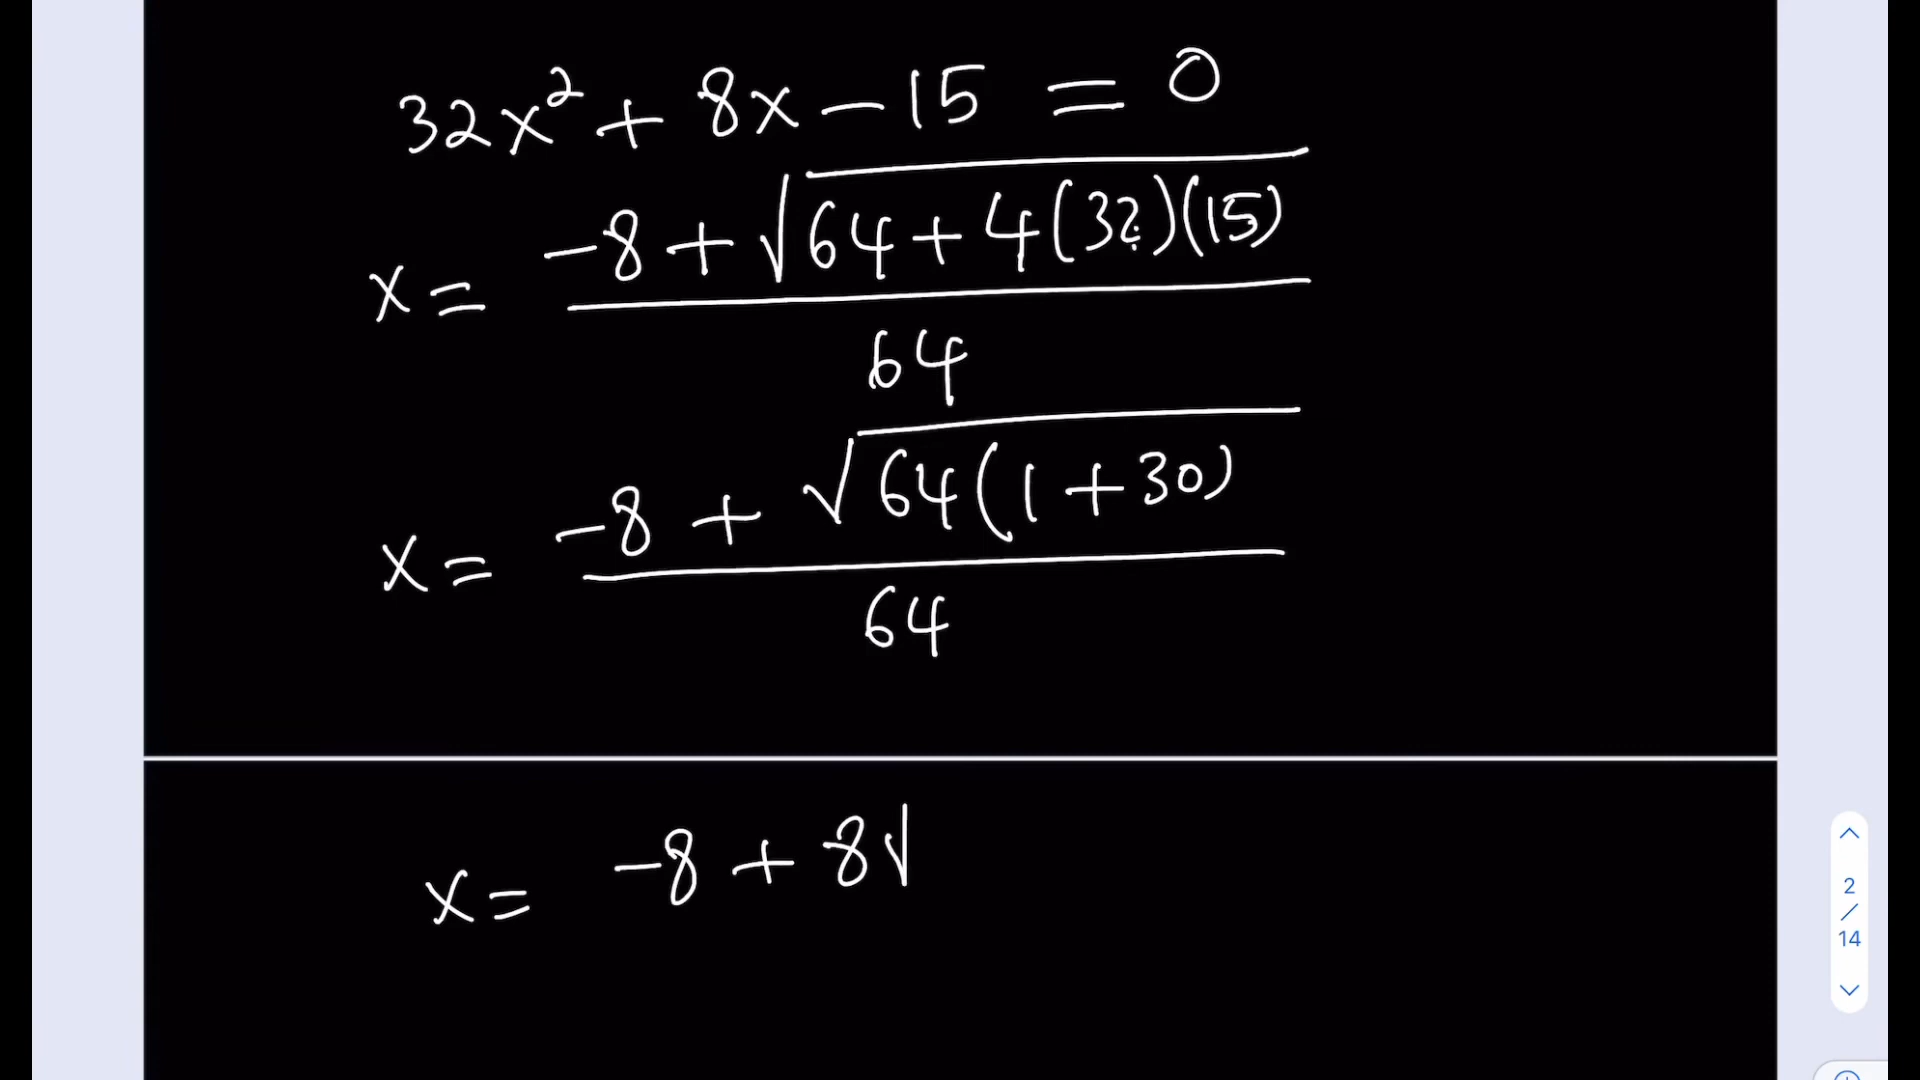 32x² + 8x - 15 = 0
x = (-8 + √(64 + 4(32)(15))) / 64
x = (-8 + √(64(1 + 30))) / 64
x = -8 + 8√
2
/
14